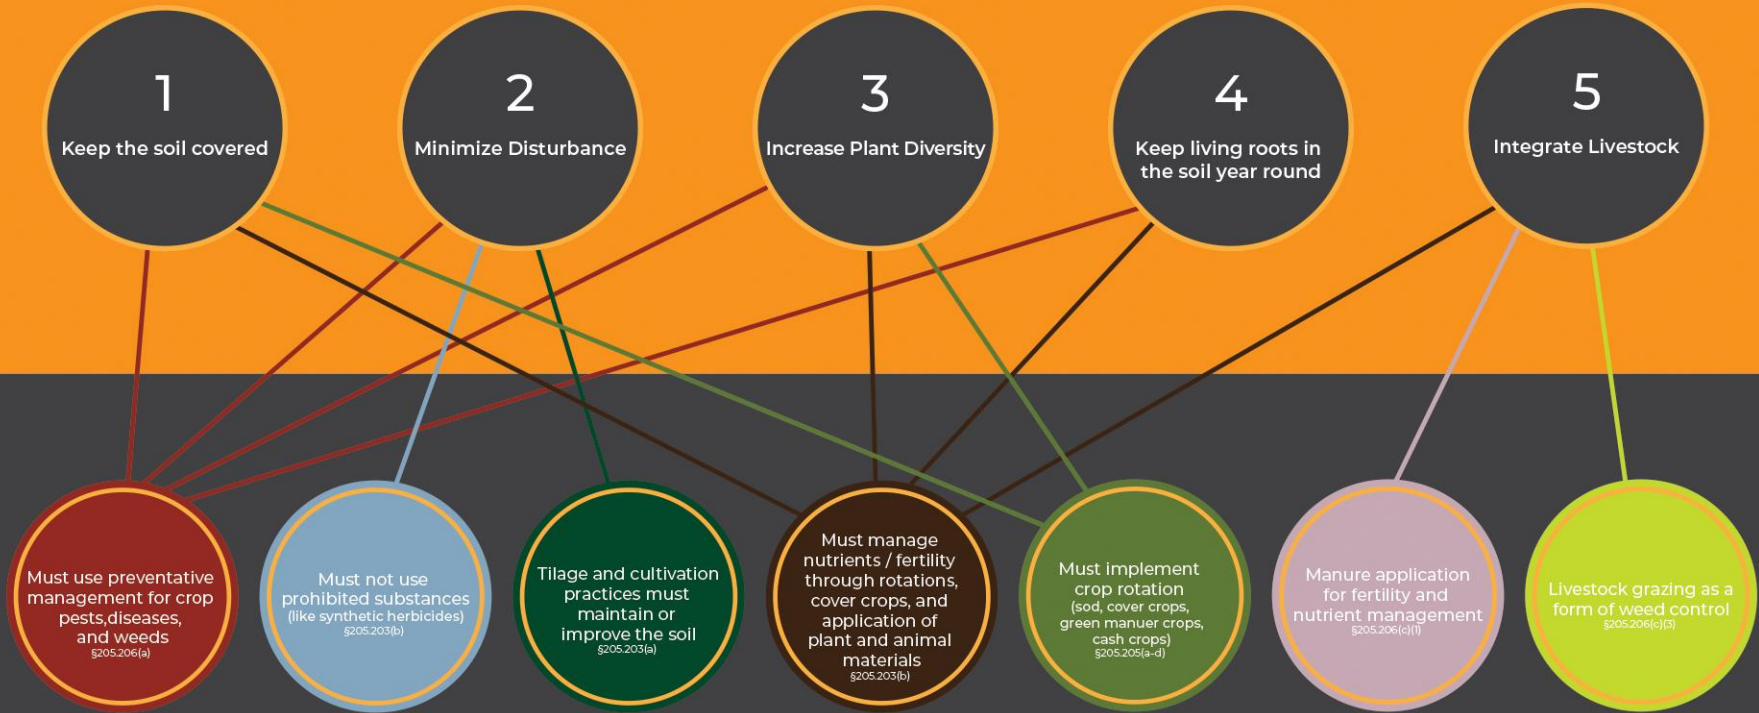 1
Keep the soil covered
2
Minimize Disturbance
3
Increase Plant Diversity
4
Keep living roots in
the soil year round
5
Integrate Livestock
Must use preventative
management for crop
pests,diseases,
and weeds
§205.206(a)
Must not use
prohibited substances
(like synthetic herbicides)
§205.203(b)
Tilage and cultivation
practices must
maintain or
improve the soil
§205.203(a)
Must manage
nutrients / fertility
through rotations,
cover crops, and
application of
plant and animal
materials
§205.203(b)
Must implement
crop rotation
(sod, cover crops,
green manuer crops,
cash crops)
§205.205(a-d)
Manure application
for fertility and
nutrient management
§205.206(c)(1)
Livestock grazing as a
form of weed control
§205.206(c)(3)